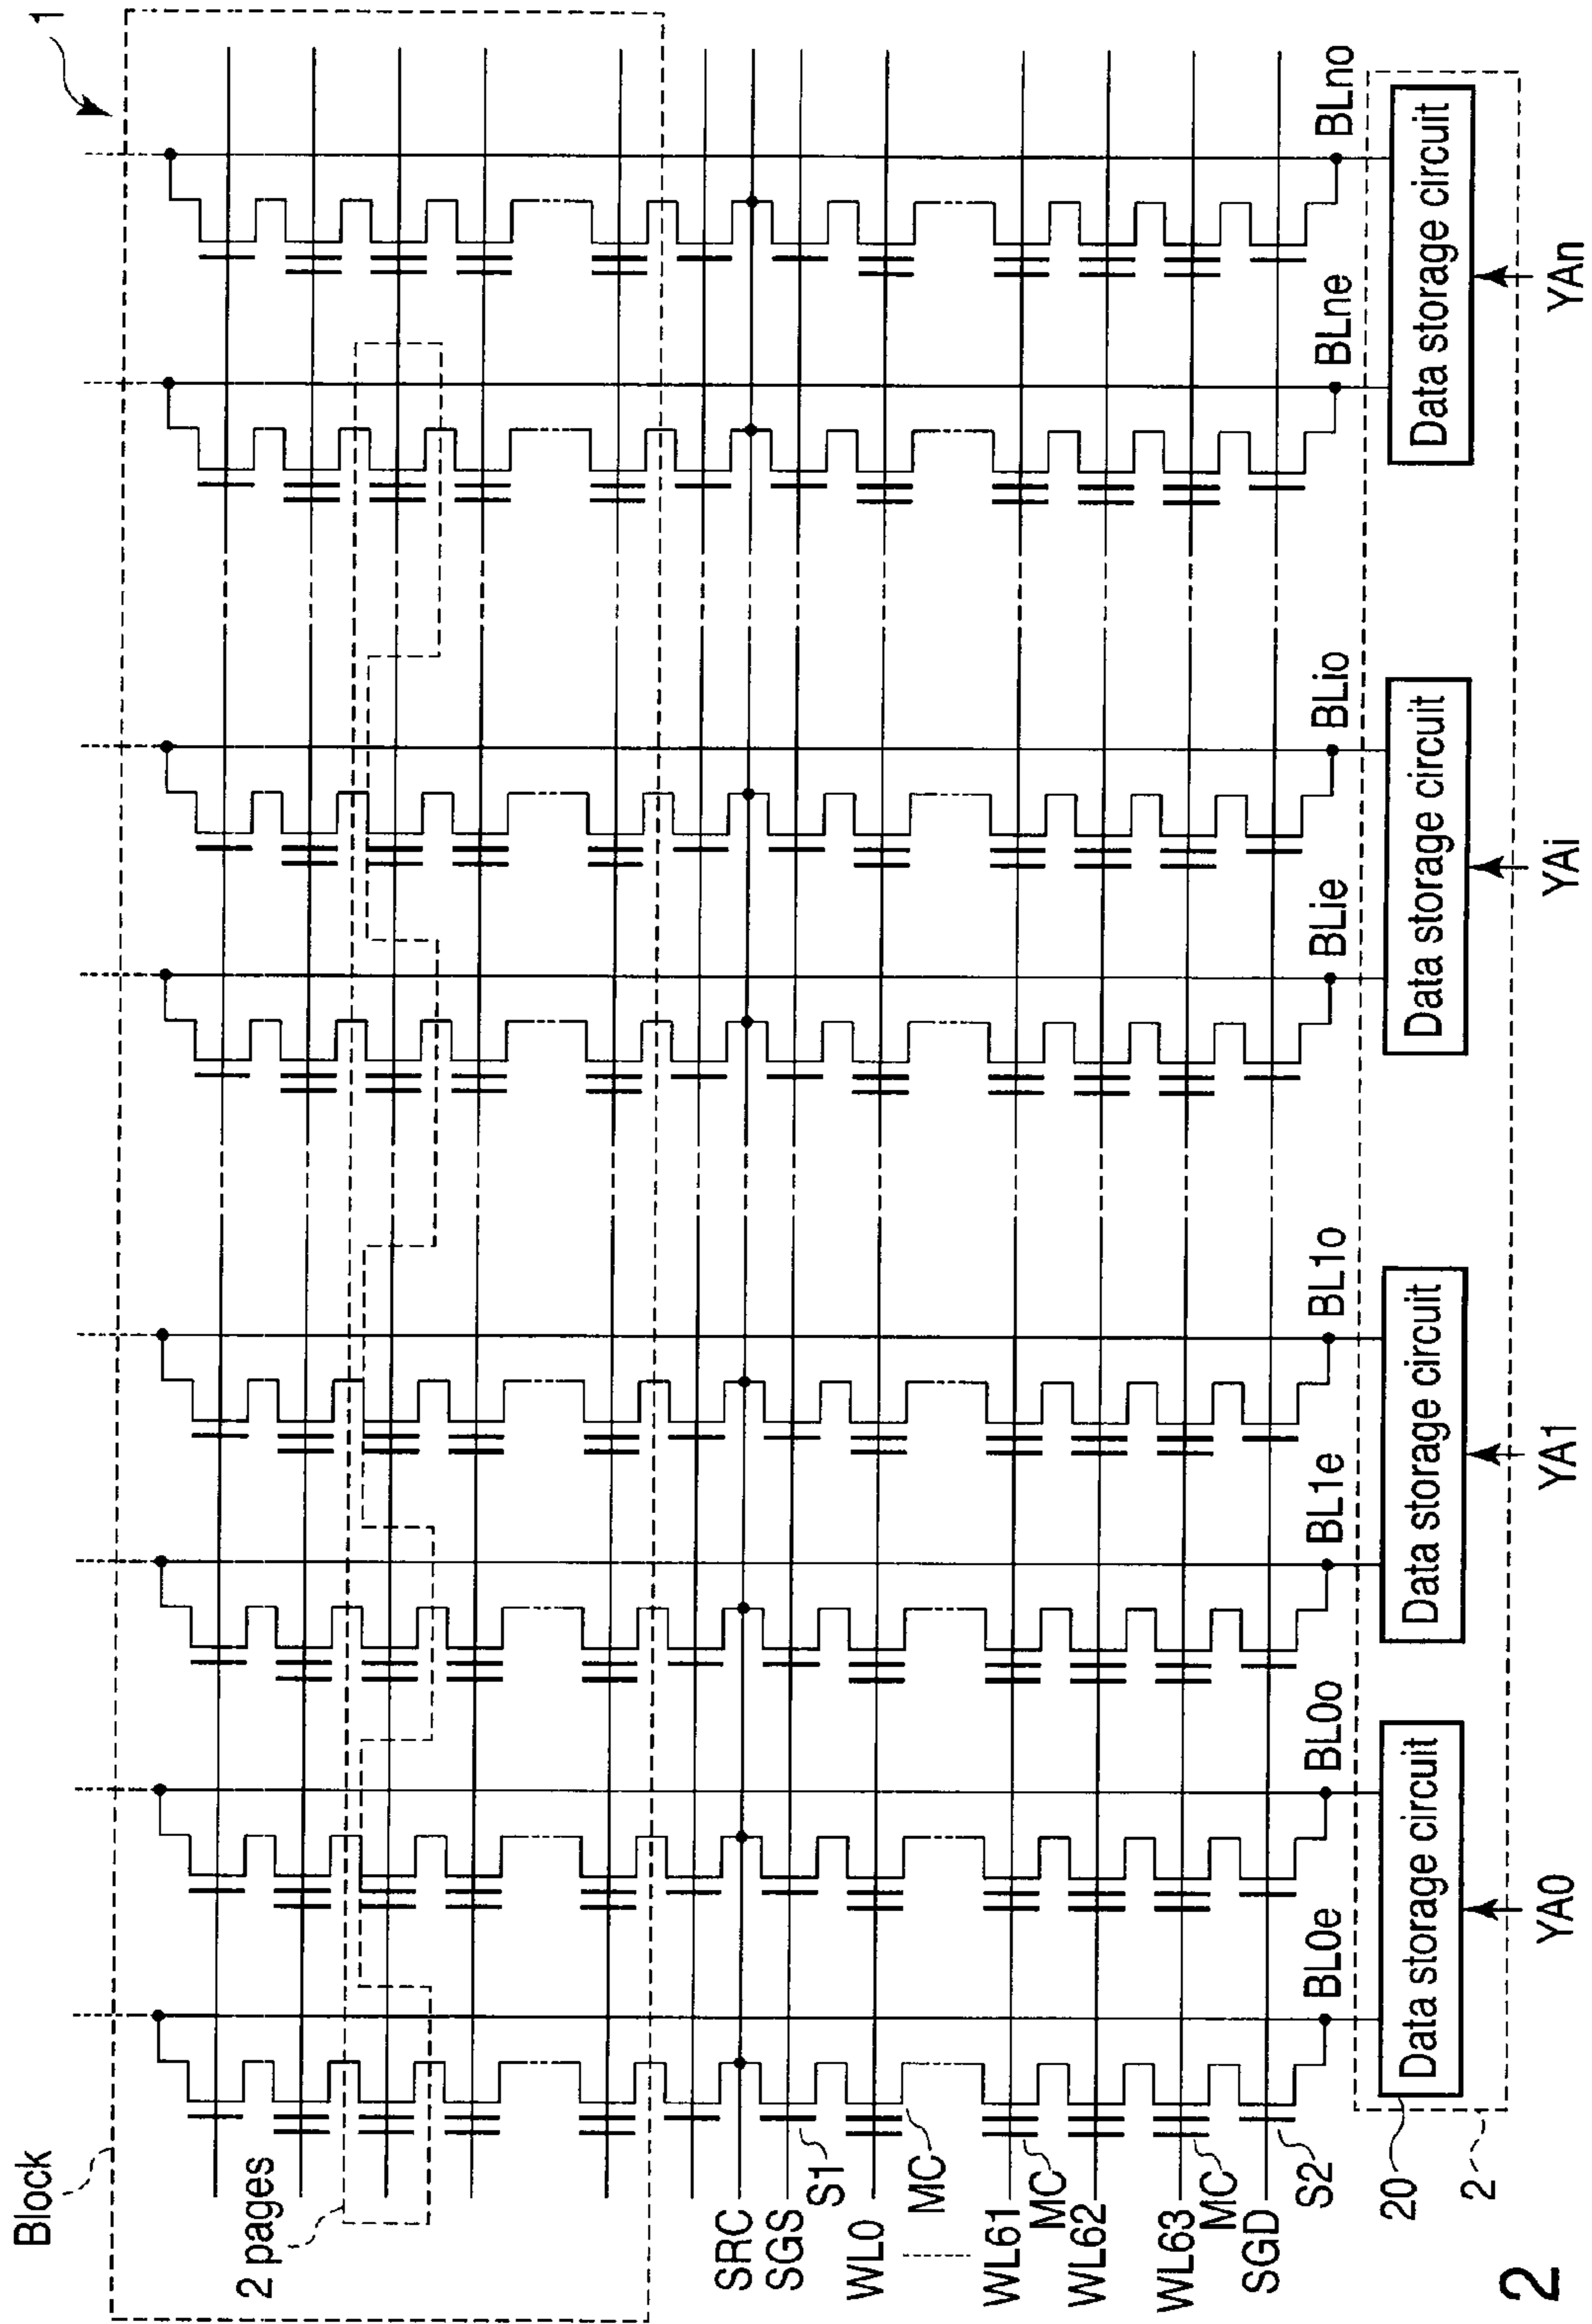 1
Block
2 pages
SRC
SGS
S1
WL0
MC
WL61
MC
WL62
WL63
MC
SGD
S2
BL0e
BL0o
BL1e
BL1o
BLie
BLio
BLne
BLno
20
Data storage circuit
Data storage circuit
Data storage circuit
Data storage circuit
2
YA0
YA1
YAi
YAn
2